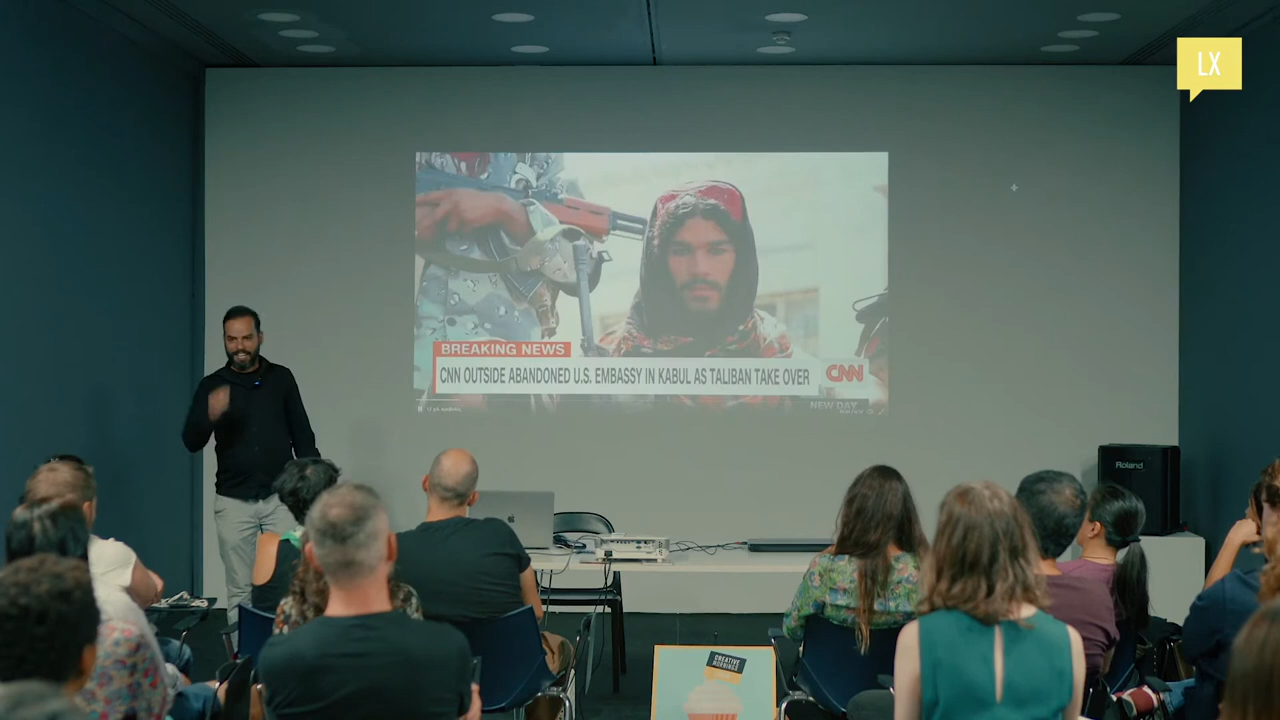 LX
BREAKING NEWS
CNN OUTSIDE ABANDONED U.S. EMBASSY IN KABUL AS TALIBAN TAKE OVER
CNN
NEW DAY
Roland
CREATIVE
MORNINGS